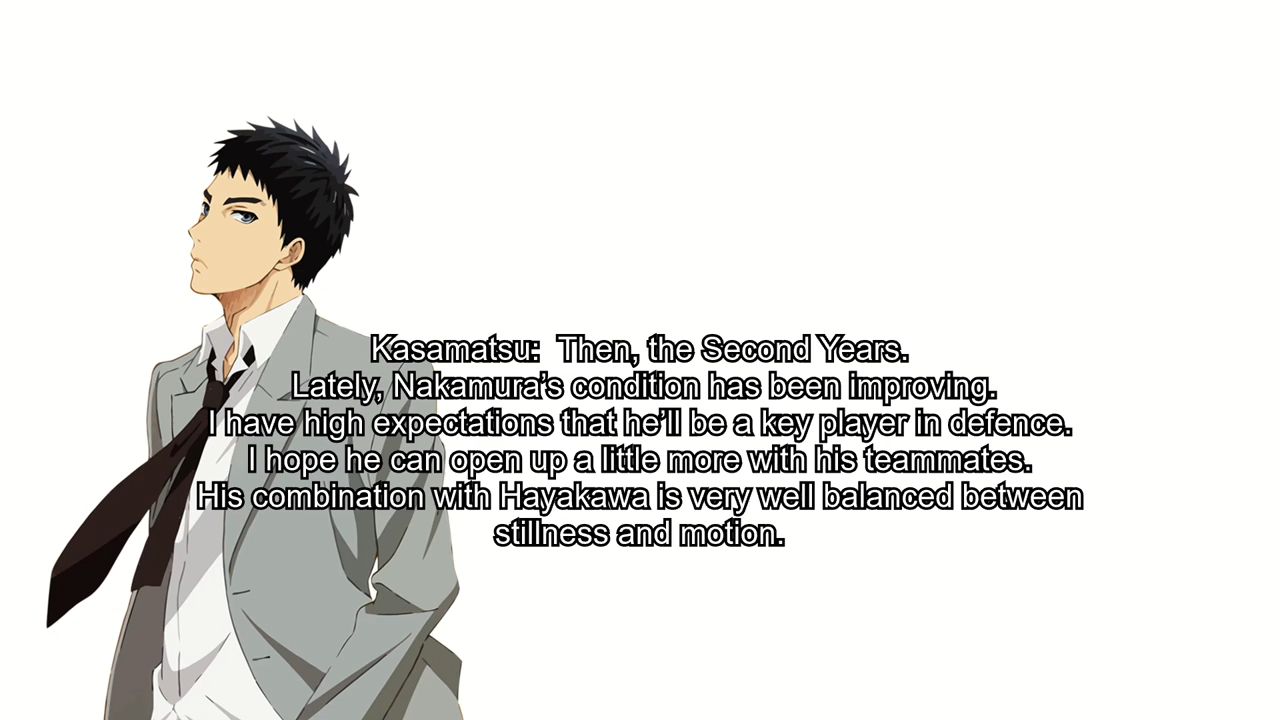 Kasamatsu:  Then, the Second Years.
Lately, Nakamura’s condition has been improving.
I have high expectations that he’ll be a key player in defence.
I hope he can open up a little more with his teammates.
His combination with Hayakawa is very well balanced between
stillness and motion.